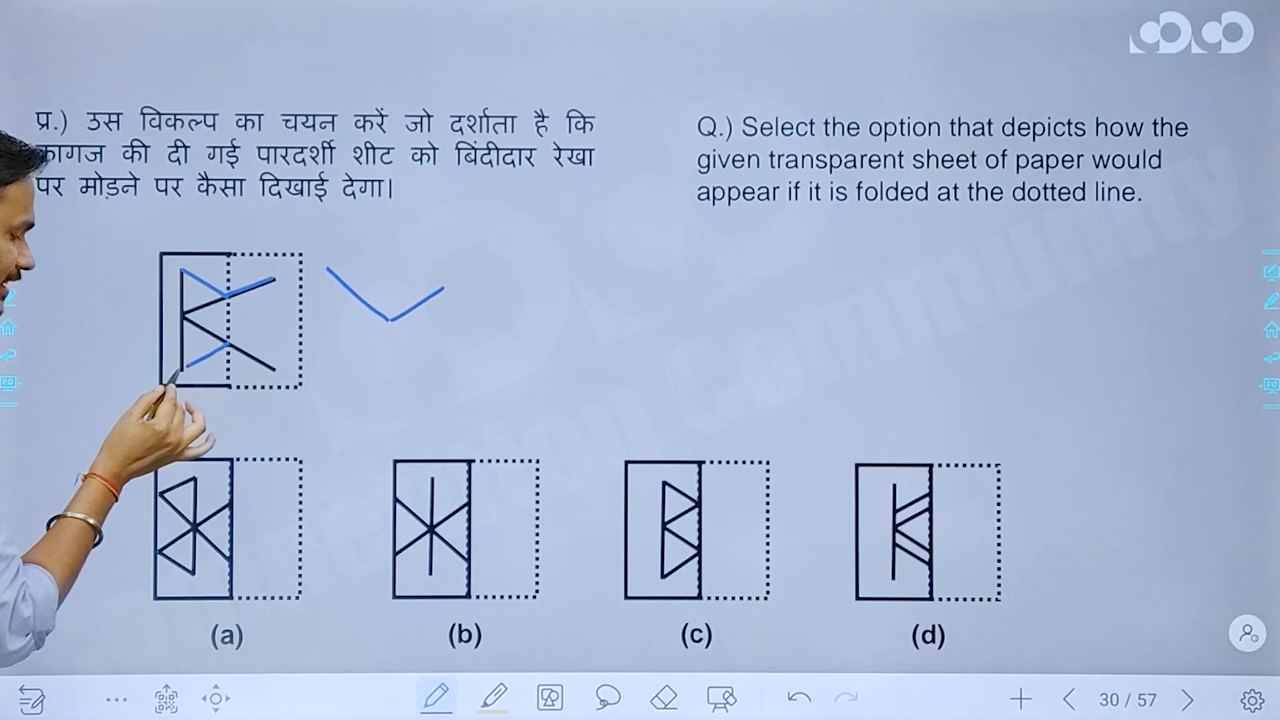 प्र.) उस विकल्प का चयन करें जो दर्शाता है कि
कागज की दी गई पारदर्शी शीट को बिंदीदार रेखा
पर मोड़ने पर कैसा दिखाई देगा।
Q.) Select the option that depicts how the
given transparent sheet of paper would
appear if it is folded at the dotted line.
(a)
(b)
(c)
(d)
30 / 57